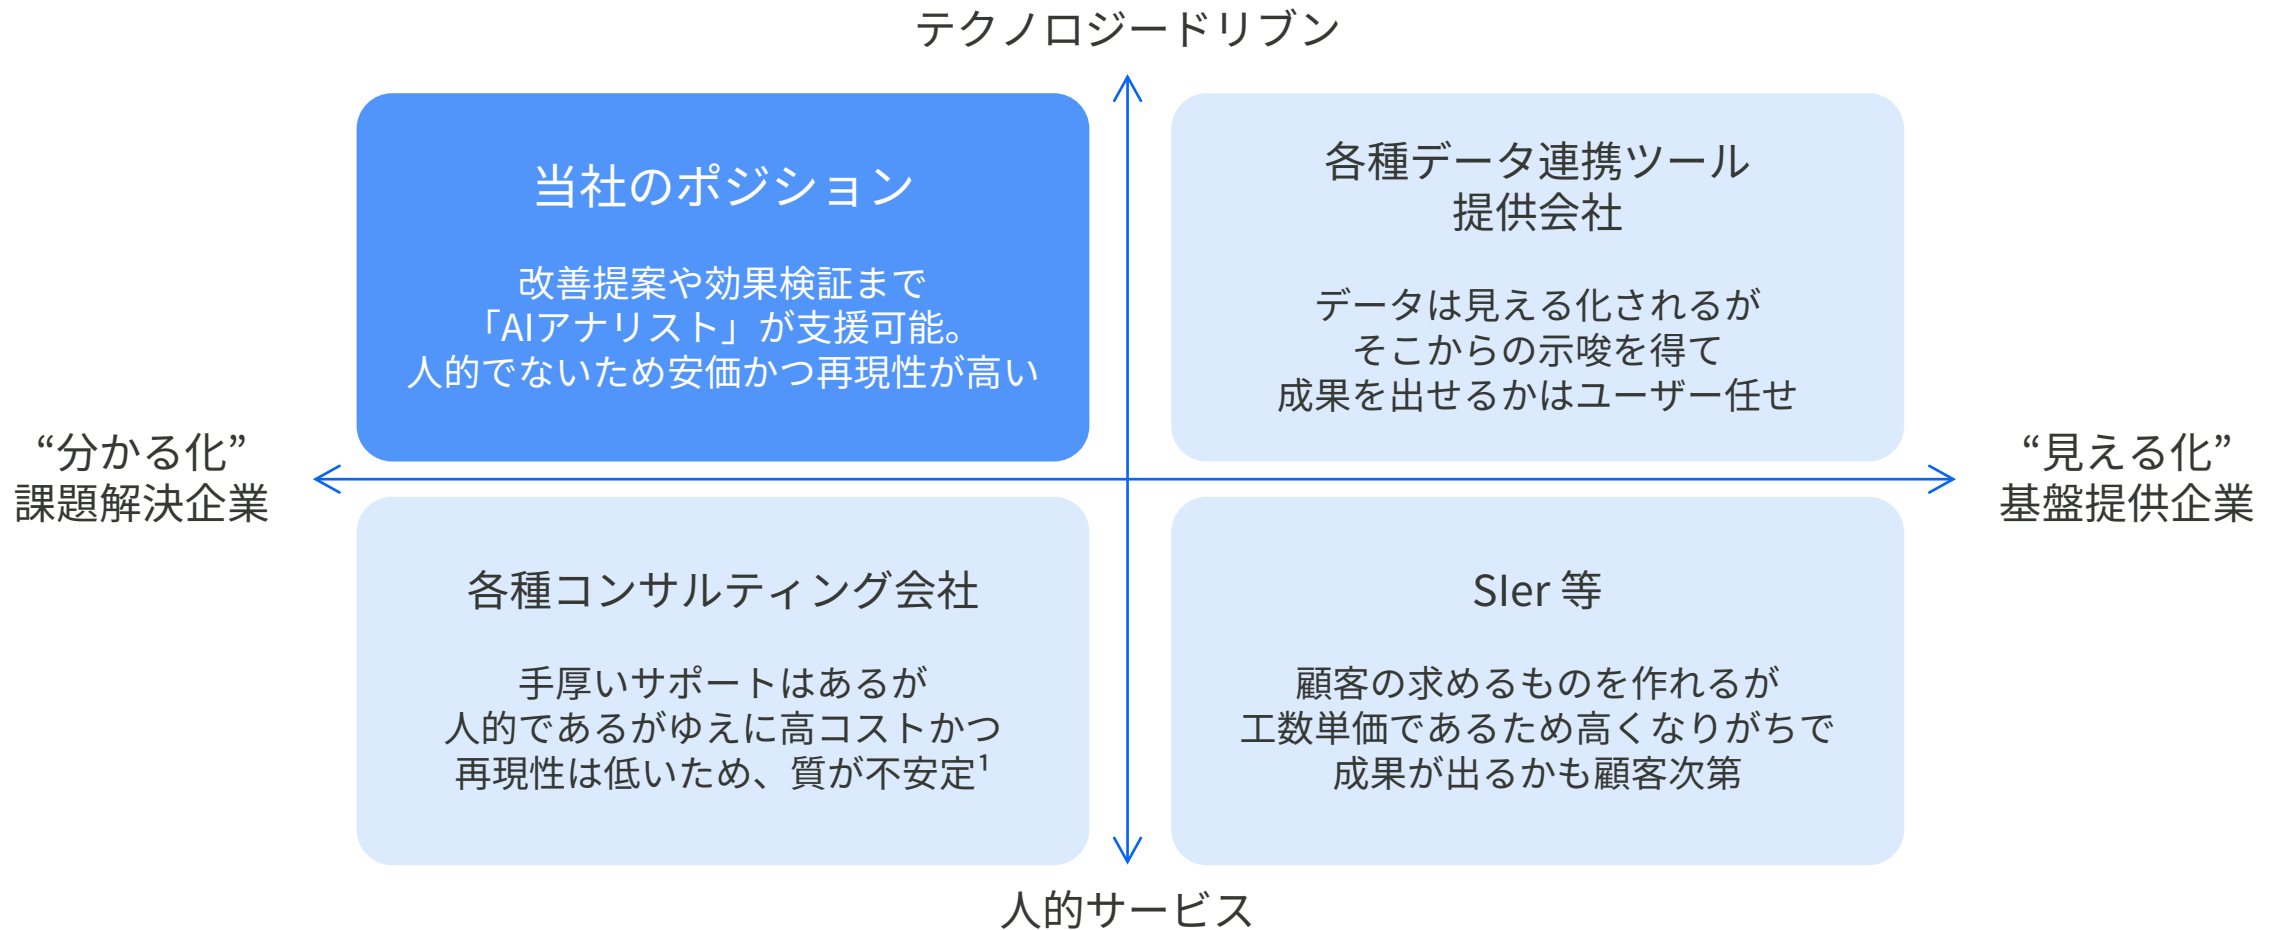 テクノロジードリブン
当社のポジション
改善提案や効果検証まで
「AIアナリスト」が支援可能。
人的でないため安価かつ再現性が高い
各種データ連携ツール
提供会社
データは見える化されるが
そこからの示唆を得て
成果を出せるかはユーザー任せ
“分かる化”
課題解決企業
“見える化”
基盤提供企業
各種コンサルティング会社
手厚いサポートはあるが
人的であるがゆえに高コストかつ
再現性は低いため、質が不安定¹
SIer 等
顧客の求めるものを作れるが
工数単価であるため高くなりがちで
成果が出るかも顧客次第
人的サービス